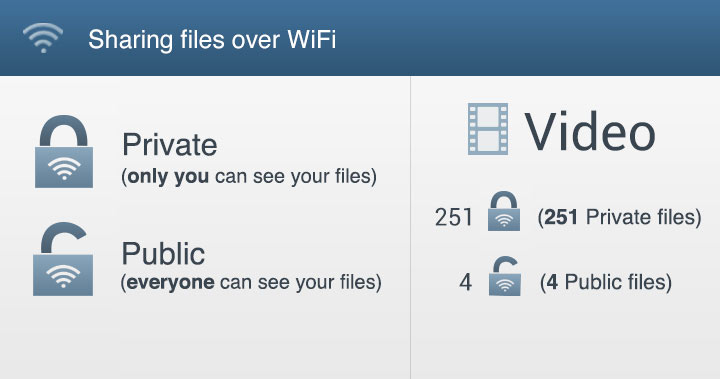 Sharing files over WiFi
Private
(only you can see your files)
Public
(everyone can see your files)
Video
251 (251 Private files)
4 (4 Public files)